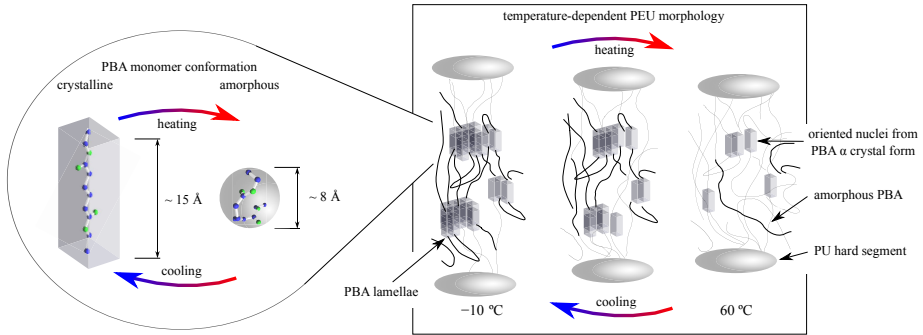 PBA monomer conformation
crystalline
amorphous
heating
~ 15 Å
~ 8 Å
cooling
temperature-dependent PEU morphology
heating
oriented nuclei from
PBA α crystal form
amorphous PBA
PU hard segment
PBA lamellae
−10 ºC
cooling
60 ºC